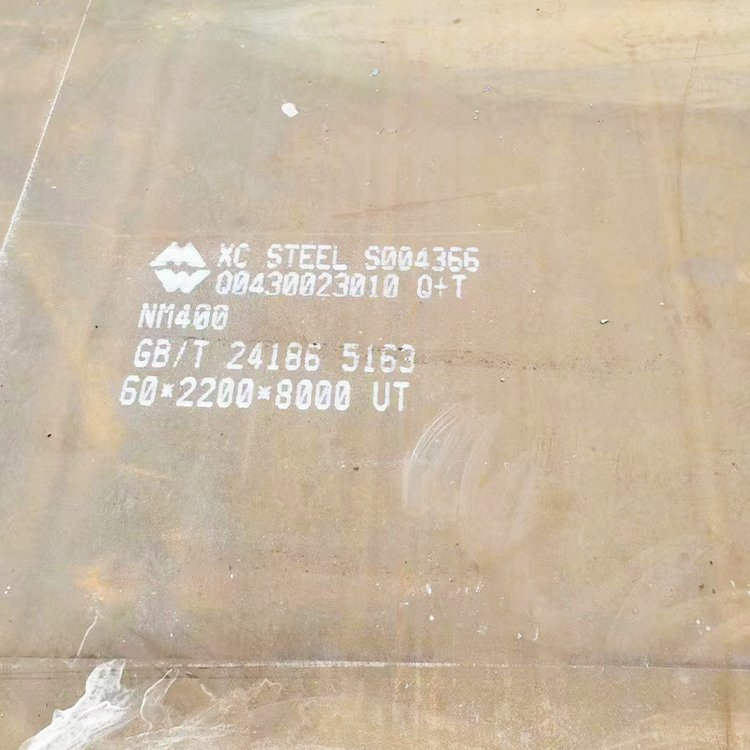 XC STEEL S004366
Q0430023010 Q+T
NM400
GB/T 24186 5163
60*2200*8000 UT